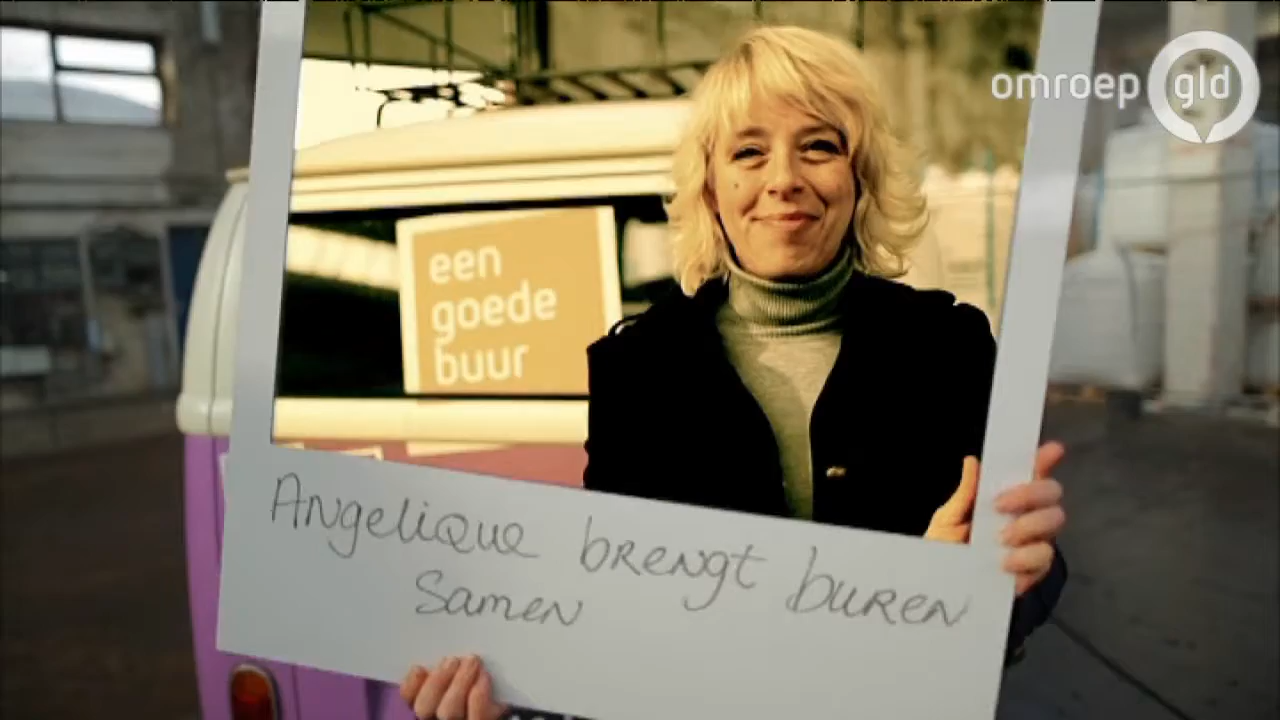 omroep gld
een
goede
buur
Angelique brengt buren
Samen